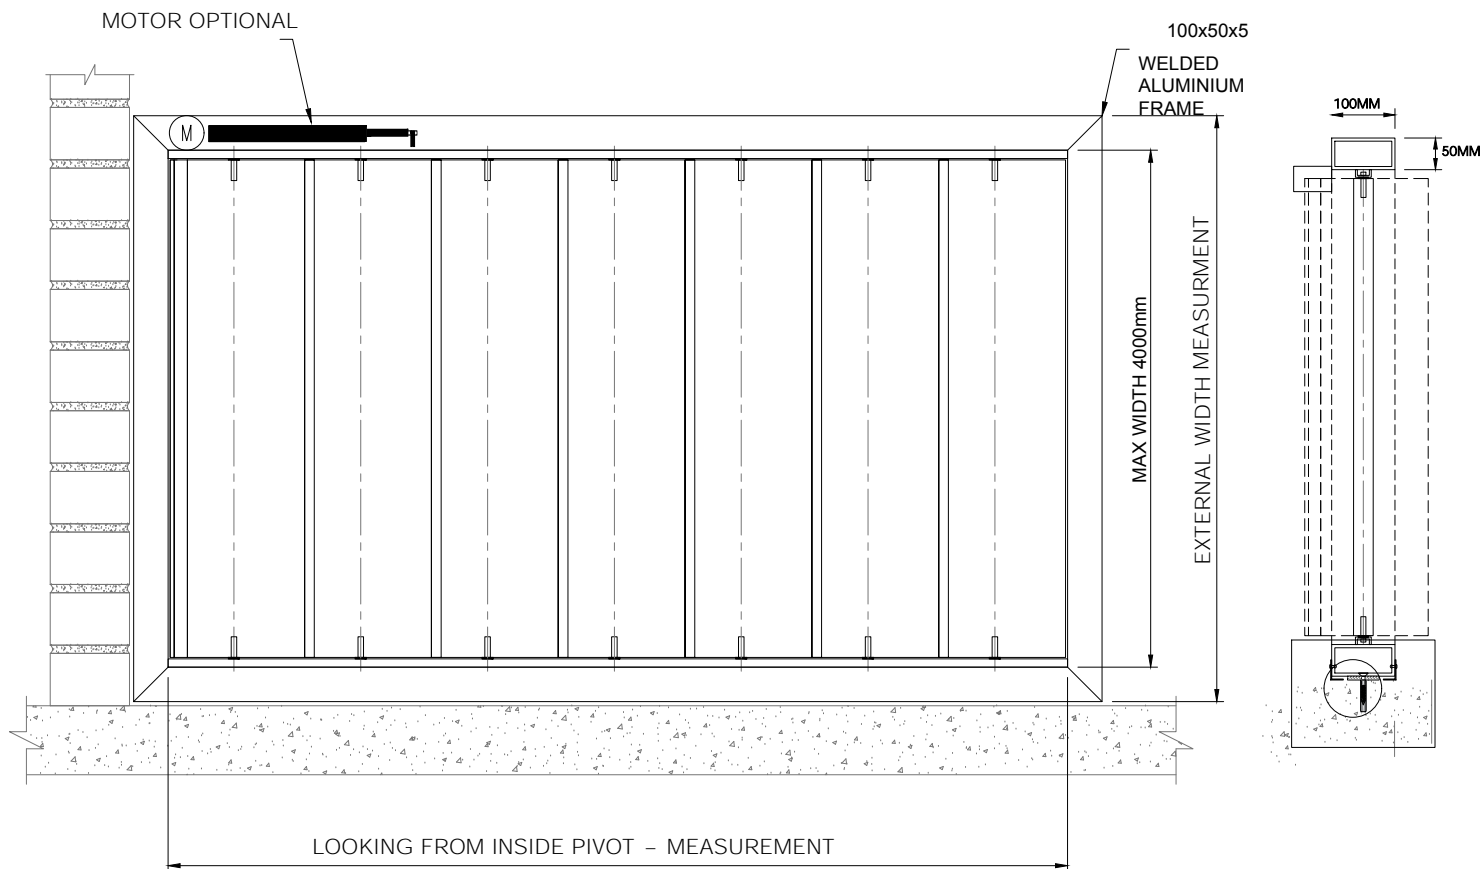 MOTOR OPTIONAL
100x50x5
WELDED
ALUMINIUM
FRAME
M
100MM
50MM
MAX WIDTH 4000mm
EXTERNAL WIDTH MEASURMENT
LOOKING FROM INSIDE PIVOT - MEASUREMENT